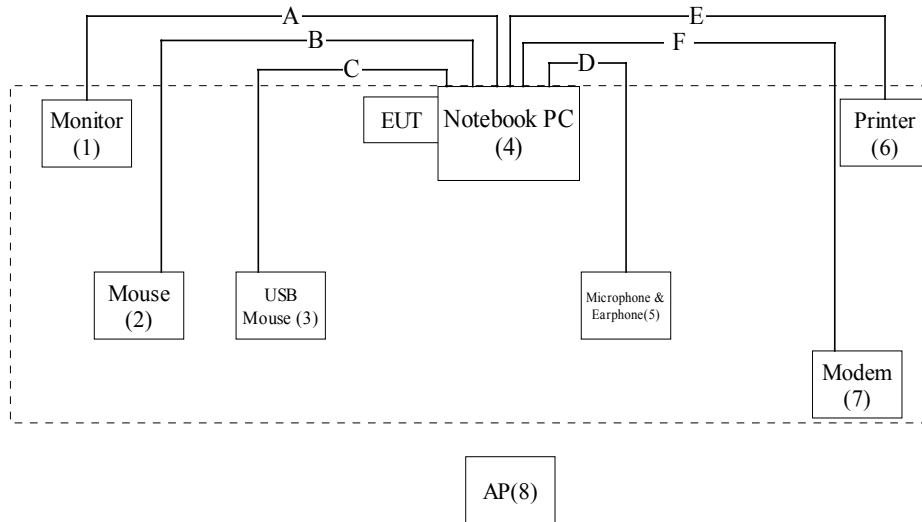 A
E
B
F
C
D
Monitor
(1)
EUT
Notebook PC
(4)
Printer
(6)
Mouse
(2)
USB
Mouse (3)
Microphone &
Earphone(5)
Modem
(7)
AP(8)